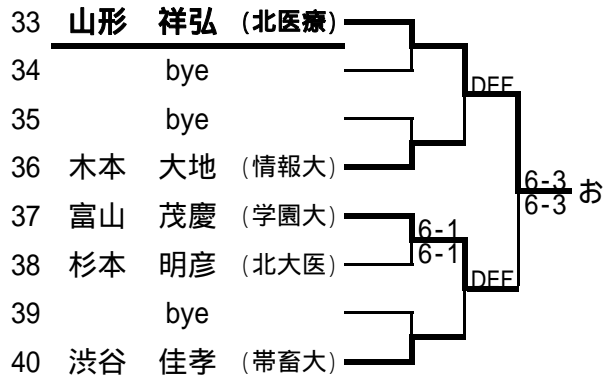 33 山形 祥弘 (北医療)
34 bye
DEF
35 bye
36 木本 大地 (情報大)
6-3
6-3
お
37 富山 茂慶 (学園大)
6-1
6-1
38 杉本 明彦 (北大医)
DEF
39 bye
40 渋谷 佳孝 (帯畜大)